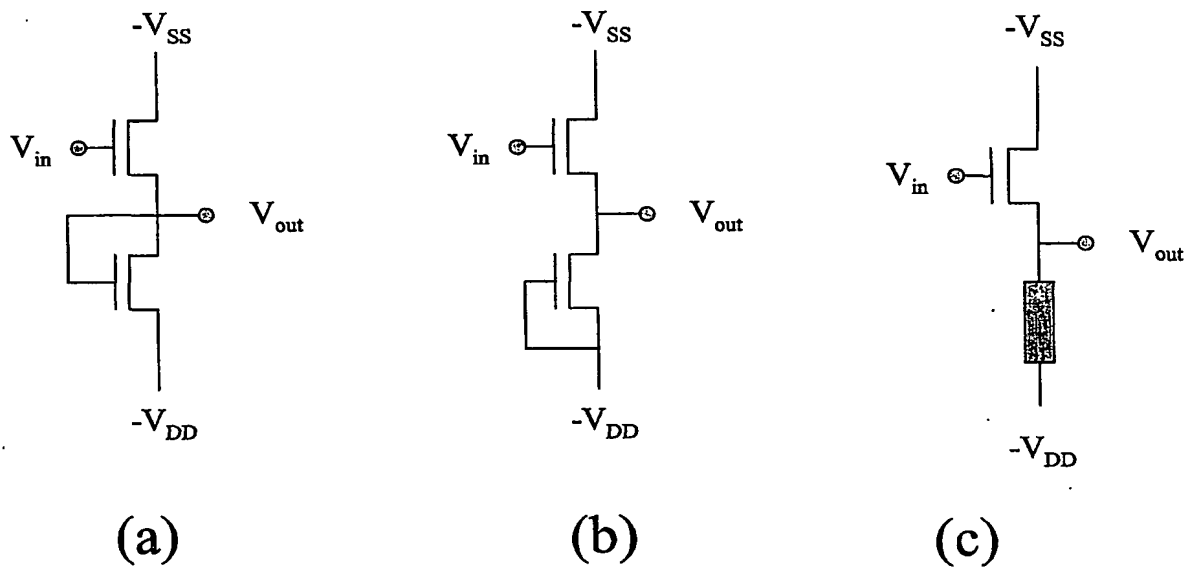 -V_SS
-V_SS
-V_SS
V_in
V_out
-V_DD
(a)
V_in
V_out
-V_DD
(b)
V_in
V_out
-V_DD
(c)